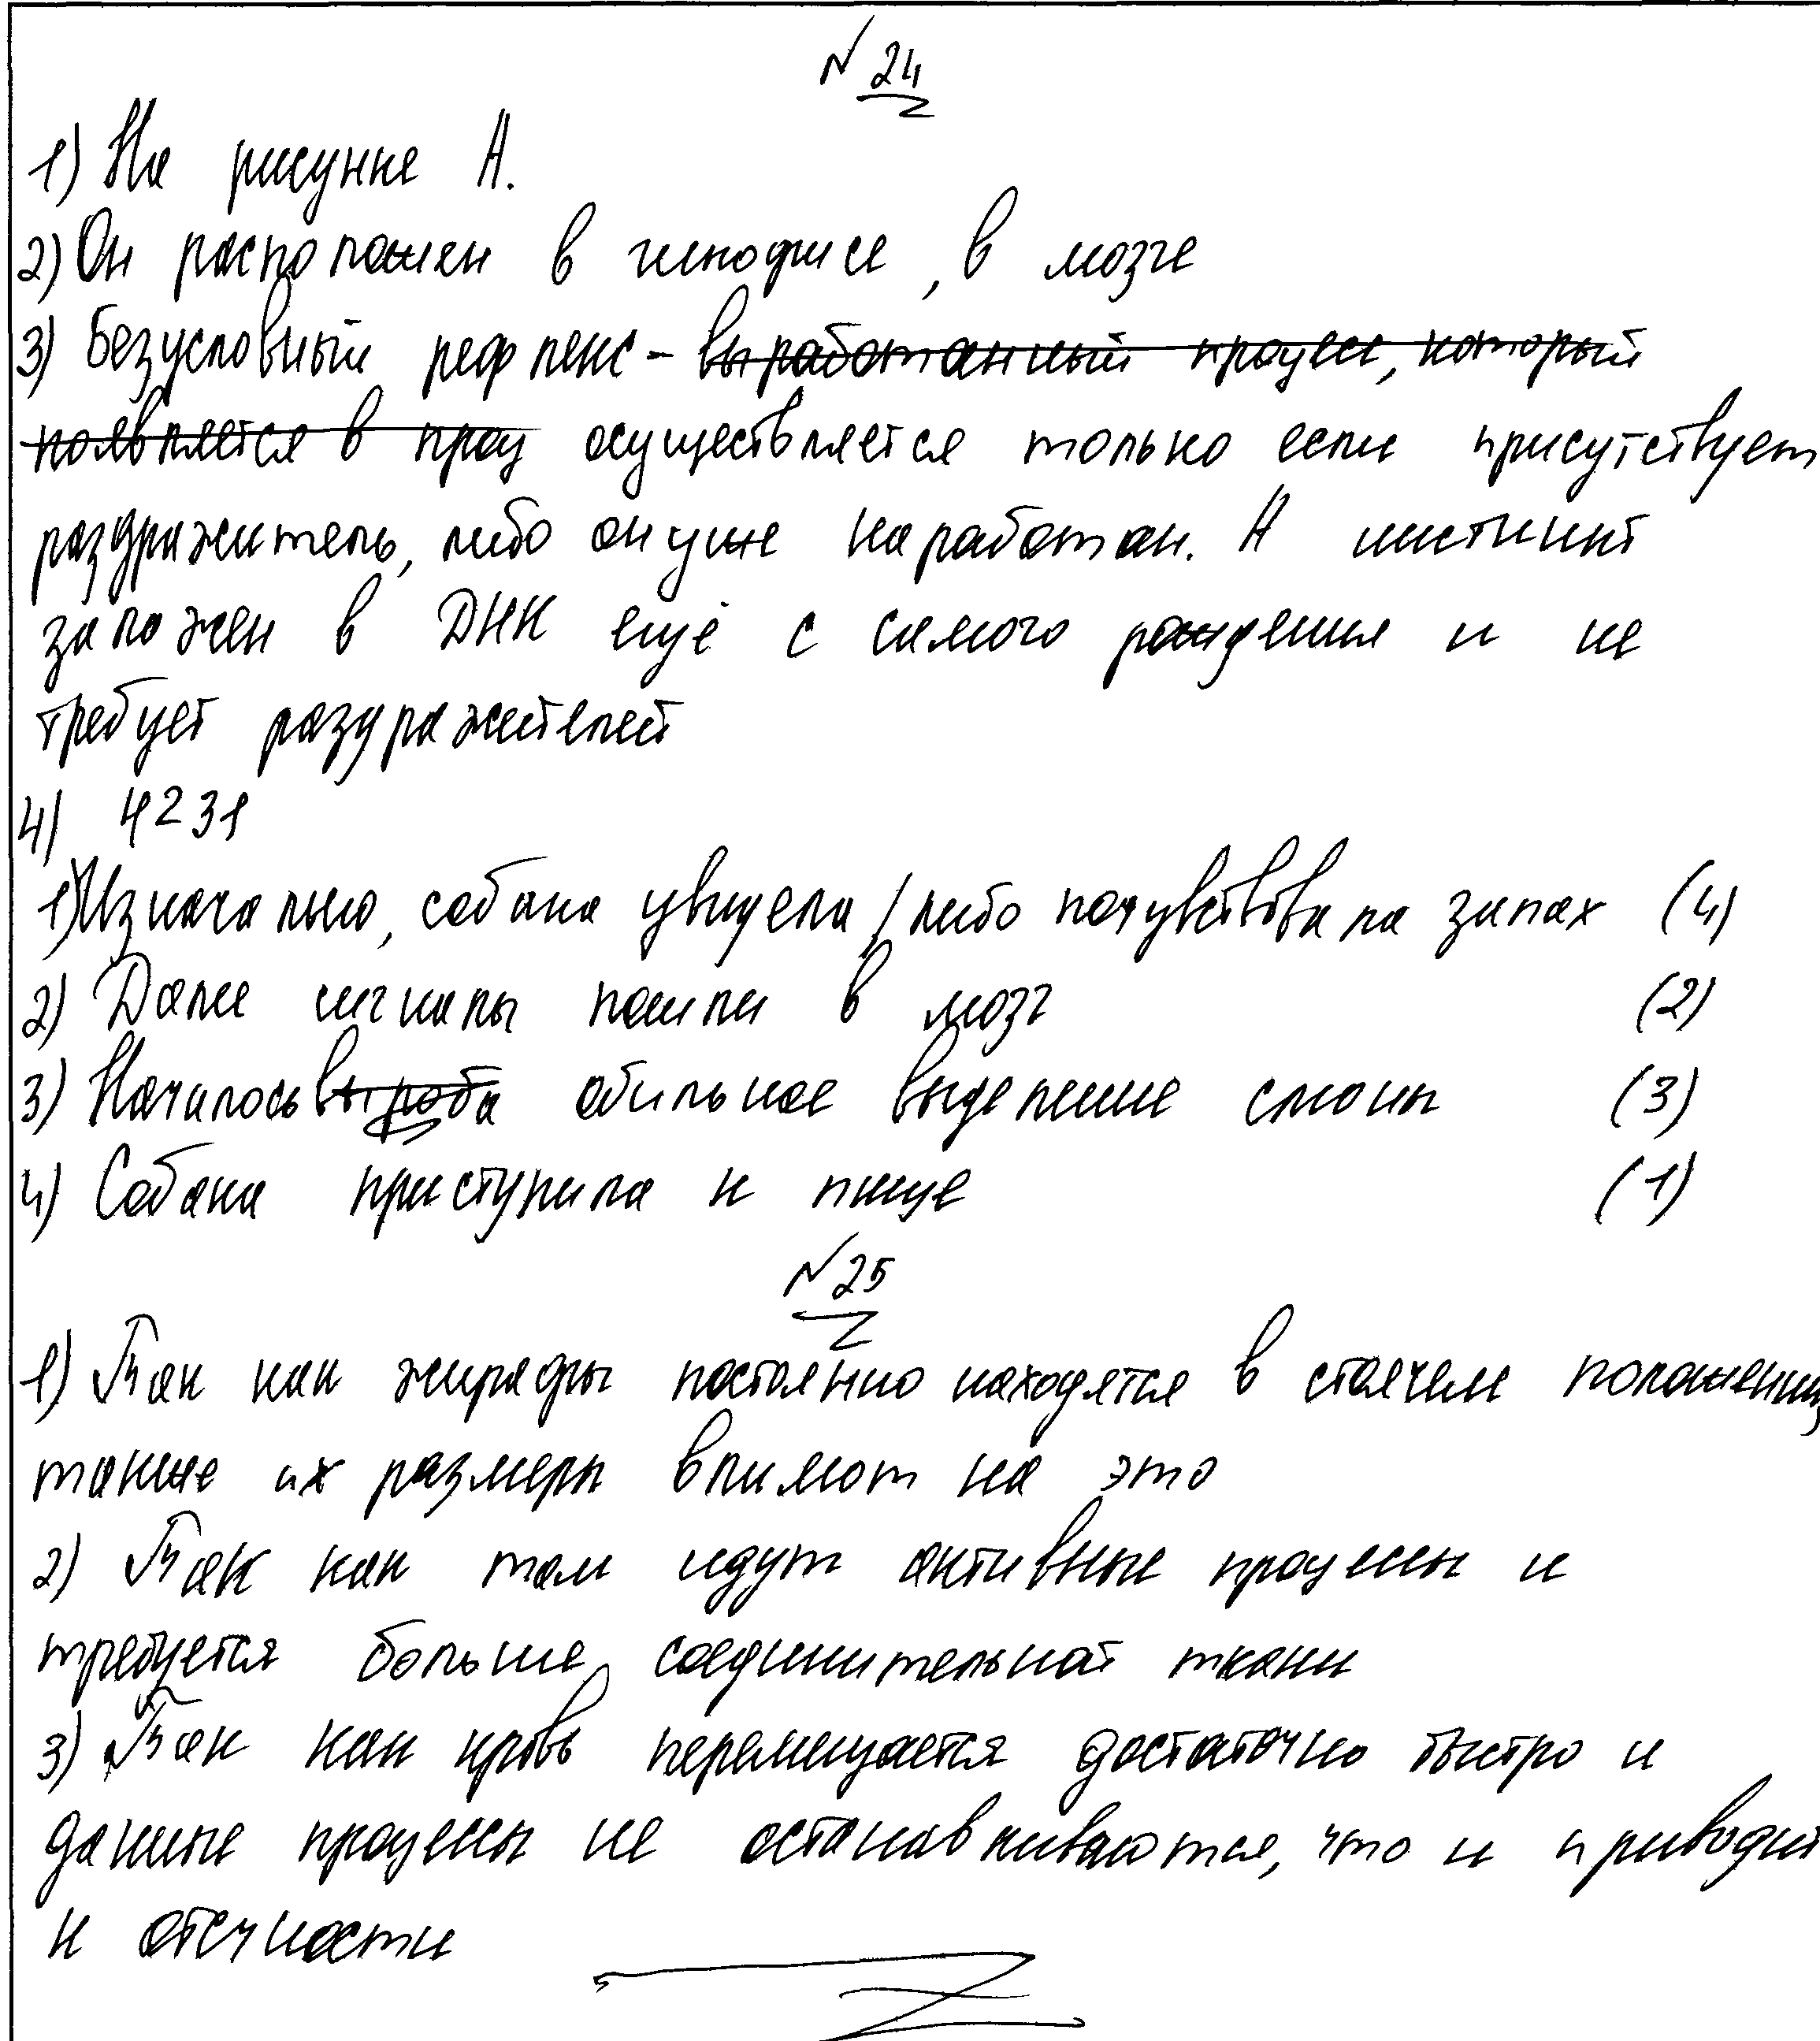 № 24
1) На рисунке А.
2) Он расположен в гипофисе, в мозге
3) Безусловный рефлекс - выработанный процесс, который
появляется в проц осуществляется только если присутствует
раздражитель, либо он уже наработан. А инстинкт
заложен в ДНК ещё с самого рождения и не
требует раздражителей
4) 4231
1) Изначально, собака увидела / либо почувствовала запах (4)
2) Далее сигналы пошли в мозг (2)
3) Началось выраба обильное выделение слюны (3)
4) Собака приступила к пище (1)
№ 25
1) Так как жирафы постоянно находятся в стоячем положении,
также их размеры влияют на это
2) Так как там идут активные процессы и
требуется больше соединительной ткани
3) Так как кровь перемещается достаточно быстро и
данные процессы не останавливаются, что и приводит
к отёчности